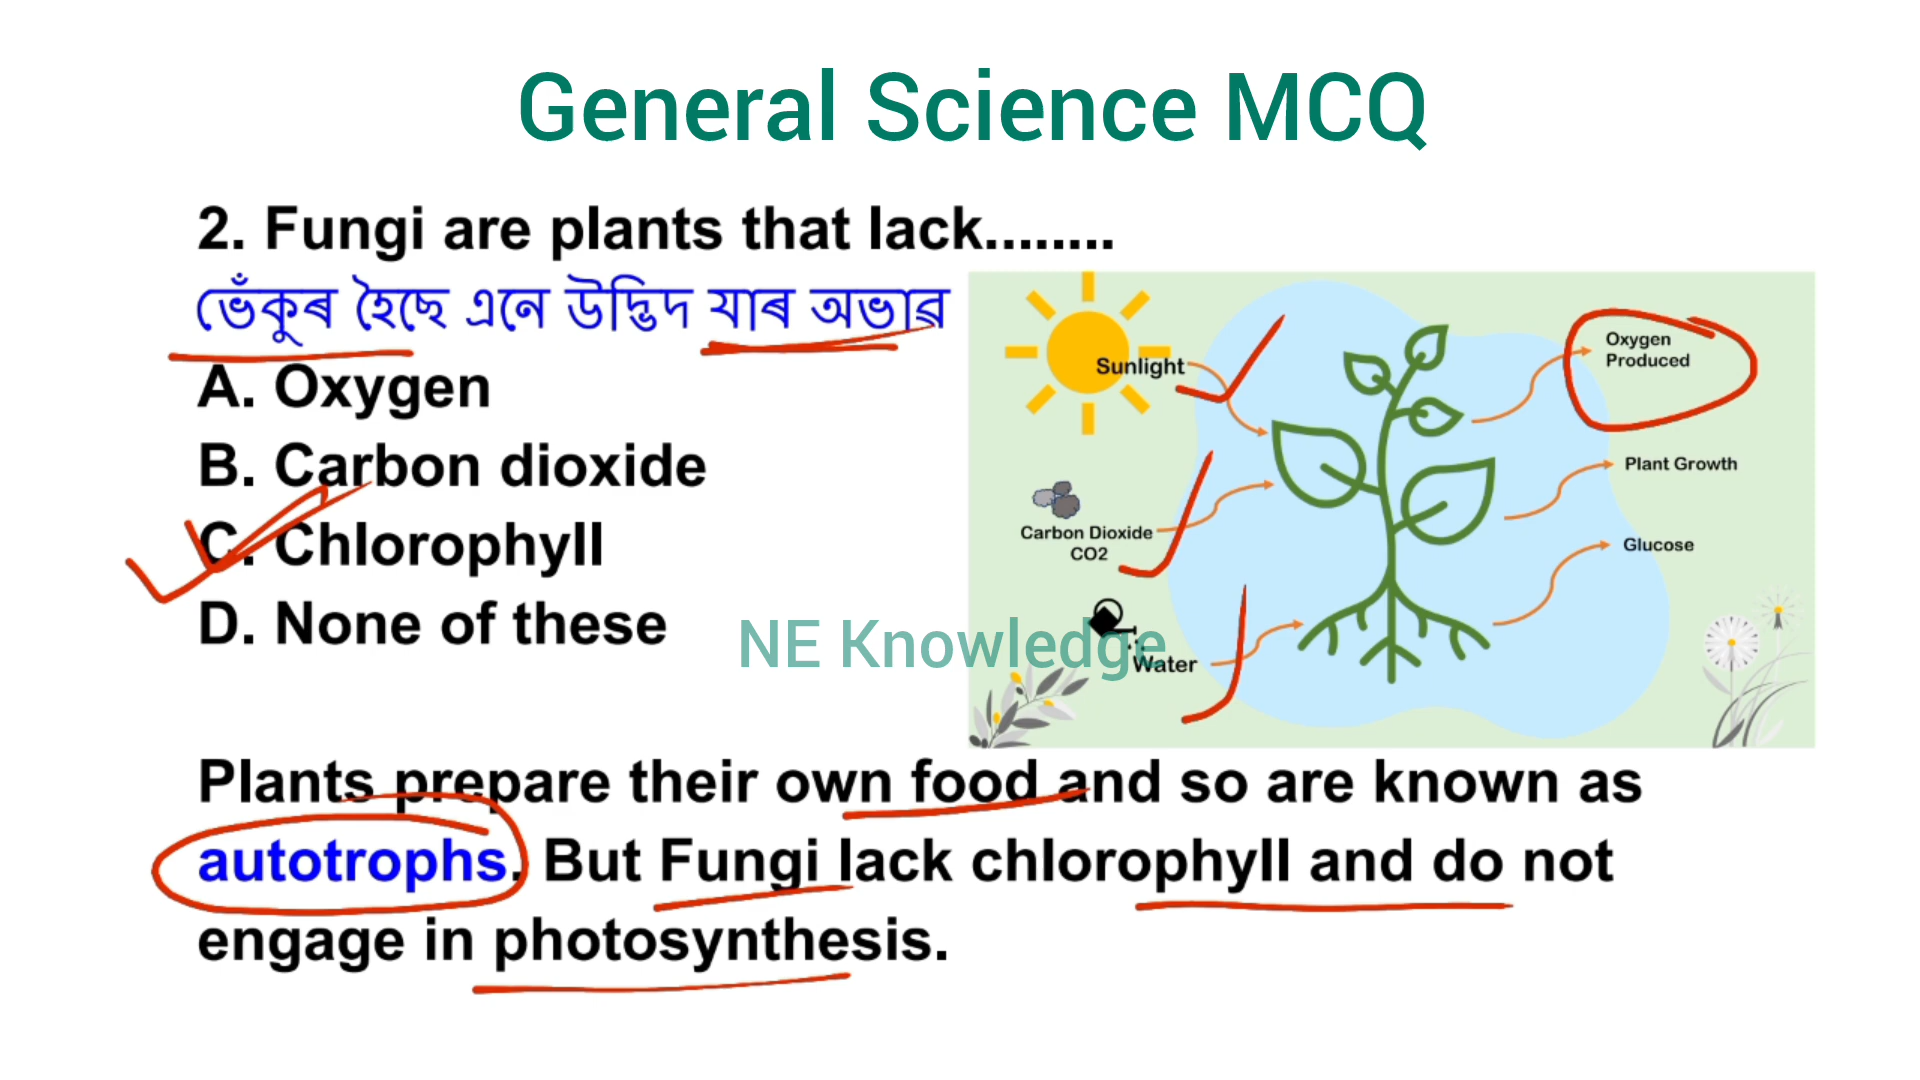 General Science MCQ
2. Fungi are plants that lack........
ভেঁকুৰ হৈছে এনে উদ্ভিদ যাৰ অভাৱ
A. Oxygen
B. Carbon dioxide
C. Chlorophyll
D. None of these
Sunlight
Carbon Dioxide
CO2
Water
Oxygen
Produced
Plant Growth
Glucose
NE Knowledge
Plants prepare their own food and so are known as
autotrophs. But Fungi lack chlorophyll and do not
engage in photosynthesis.